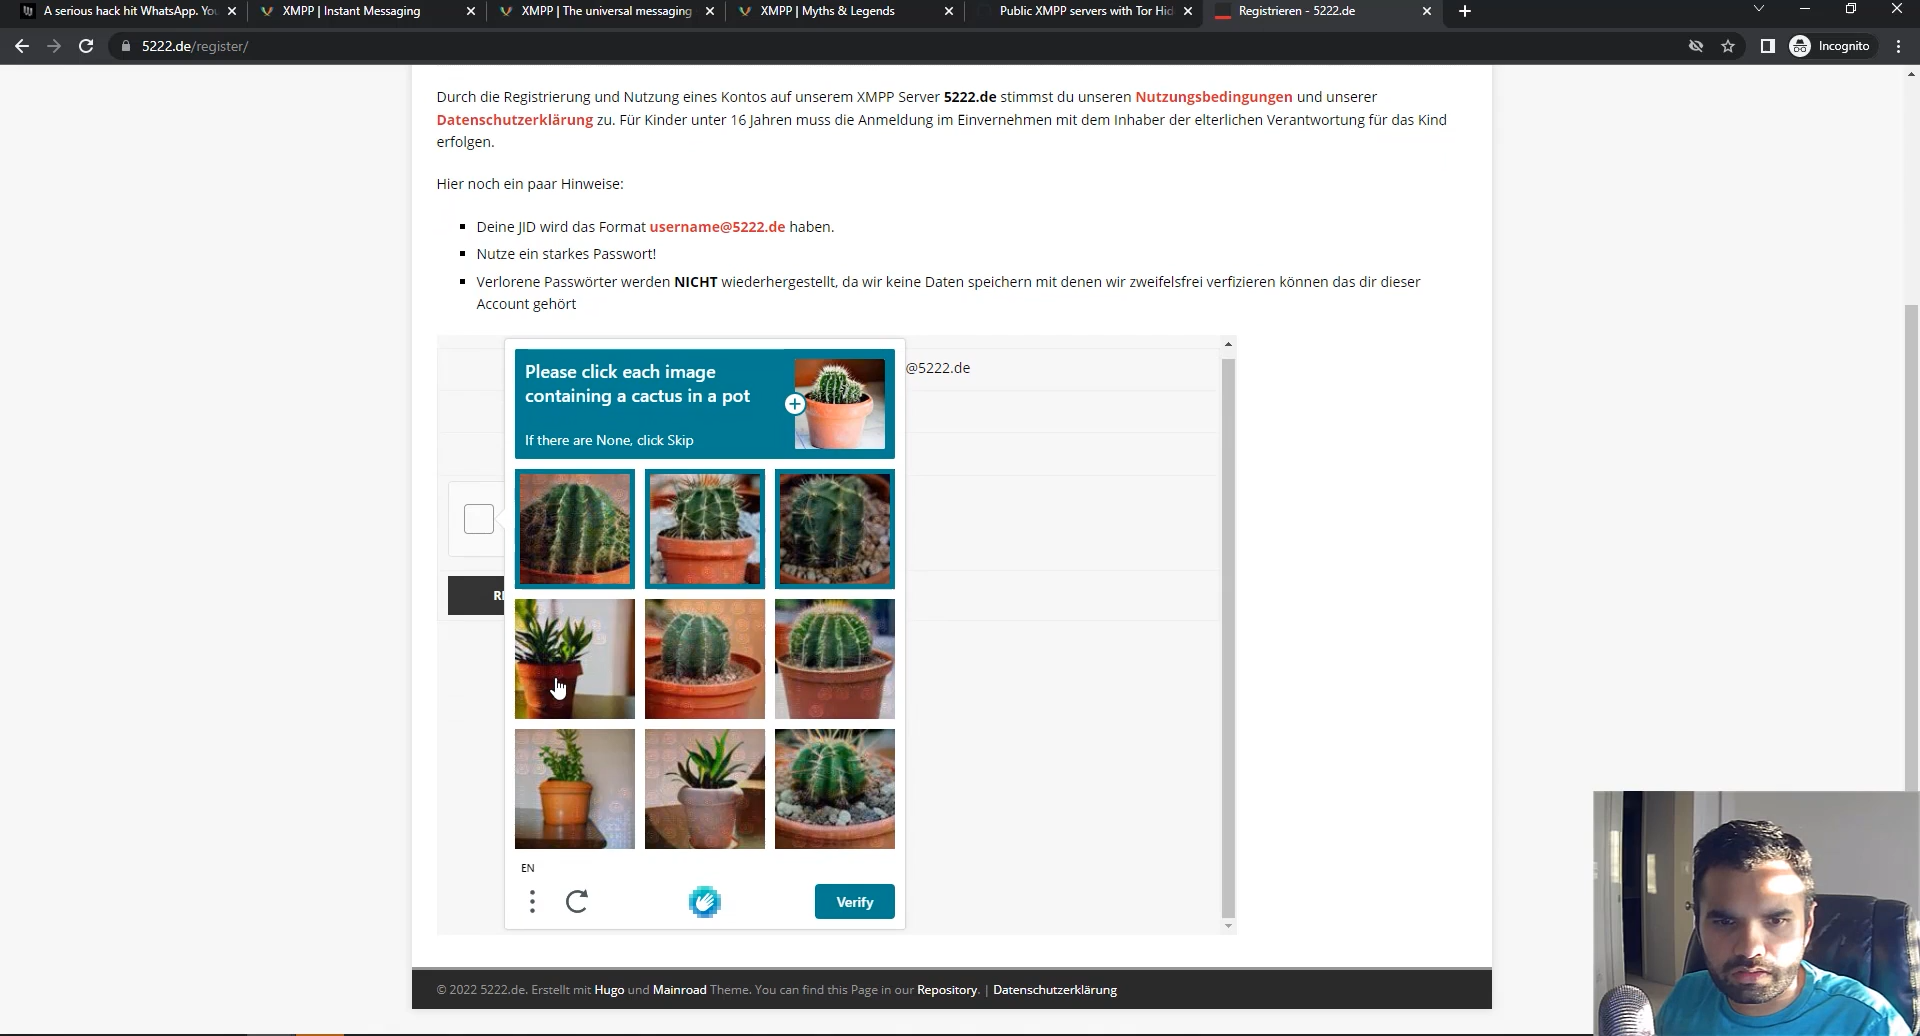 A serious hack hit WhatsApp. Yo
XMPP | Instant Messaging
XMPP | The universal messaging
XMPP | Myths & Legends
Public XMPP servers with Tor Hid
Registrieren - 5222.de
5222.de/register/
Incognito
Durch die Registrierung und Nutzung eines Kontos auf unserem XMPP Server 5222.de stimmst du unseren Nutzungsbedingungen und unserer
Datenschutzerklärung zu. Für Kinder unter 16 Jahren muss die Anmeldung im Einvernehmen mit dem Inhaber der elterlichen Verantwortung für das Kind
erfolgen.
Hier noch ein paar Hinweise:
Deine JID wird das Format username@5222.de haben.
Nutze ein starkes Passwort!
Verlorene Passwörter werden NICHT wiederhergestellt, da wir keine Daten speichern mit denen wir zweifelsfrei verfizieren können das dir dieser
Account gehört
Please click each image
containing a cactus in a pot
If there are None, click Skip
@5222.de
EN
Verify
© 2022 5222.de. Erstellt mit Hugo und Mainroad Theme. You can find this Page in our Repository. | Datenschutzerklärung